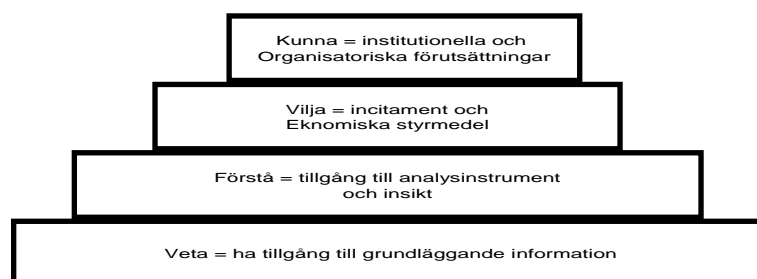 Kunna = institutionella och
Organisatoriska förutsättningar
Vilja = incitament och
Eknomiska styrmedel
Förstå = tillgång till analysinstrument
och insikt
Veta = ha tillgång till grundläggande information